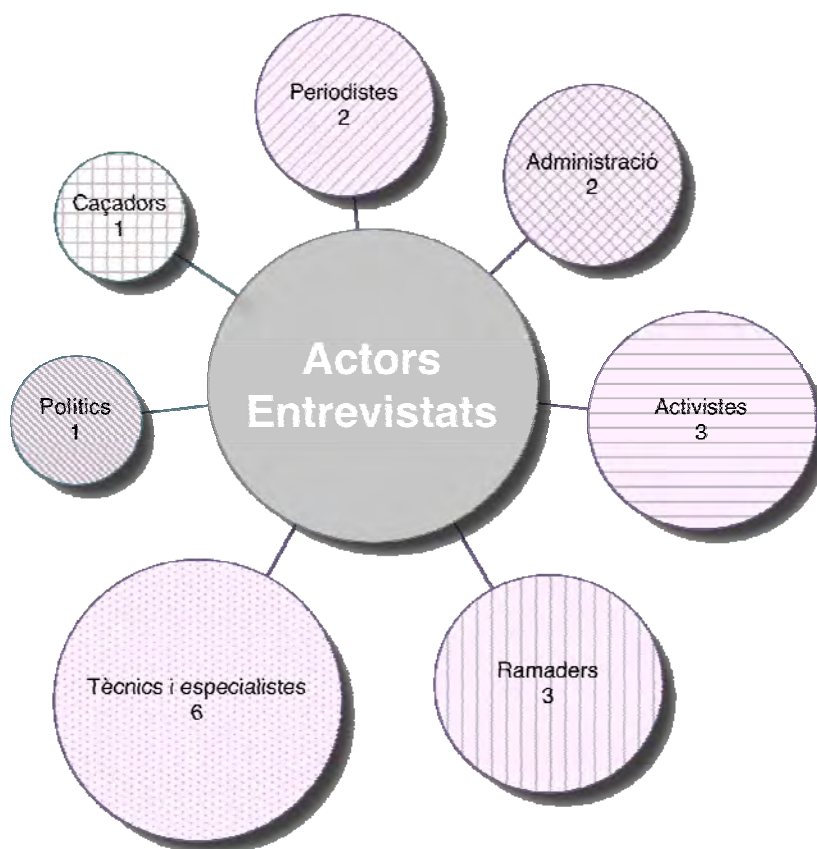 Periodistes
2
Administració
2
Caçadors
1
Actors
Entrevistats
Polítics
1
Activistes
3
Tècnics i especialistes
6
Ramaders
3